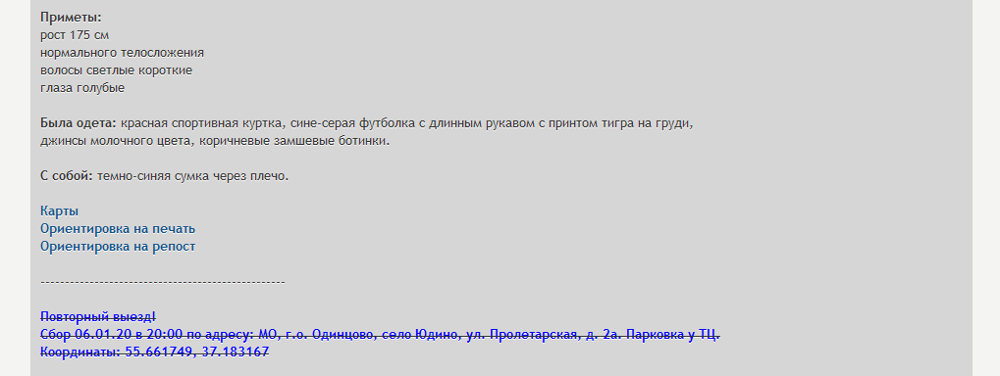 Приметы:
рост 175 см
нормального телосложения
волосы светлые короткие
глаза голубые
Была одета: красная спортивная куртка, сине-серая футболка с длинным рукавом с принтом тигра на груди,
джинсы молочного цвета, коричневые замшевые ботинки.
С собой: темно-синяя сумка через плечо.
Карты
Ориентировка на печать
Ориентировка на репост
--------------------------------------------------
Повторный выезд!
Сбор 06.01.20 в 20:00 по адресу: МО, г.о. Одинцово, село Юдино, ул. Пролетарская, д. 2а. Парковка у ТЦ.
Координаты: 55.661749, 37.183167